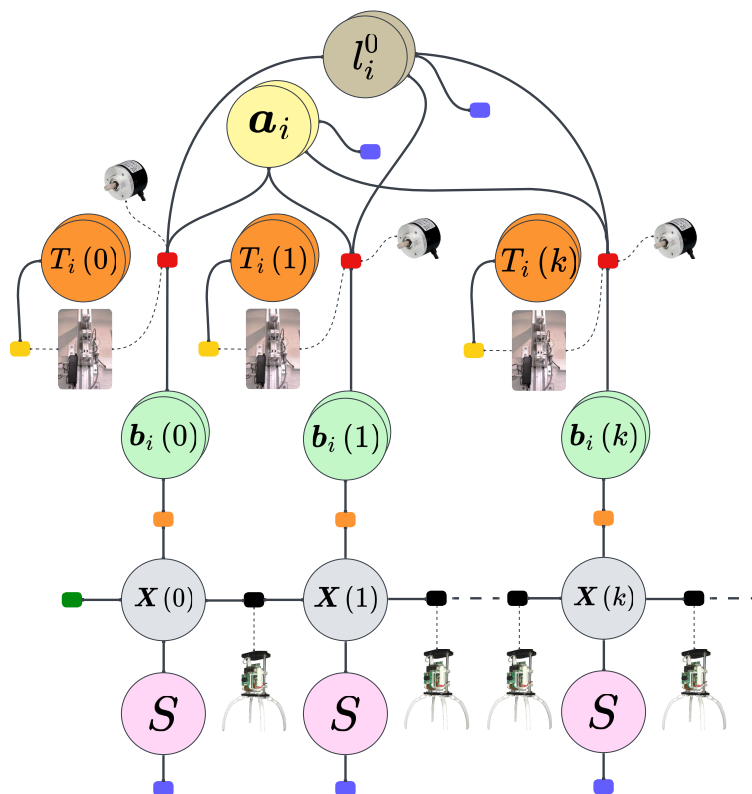 l_i^0
a_i
T_i(0)
T_i(1)
T_i(k)
b_i(0)
b_i(1)
b_i(k)
X(0)
X(1)
X(k)
S
S
S